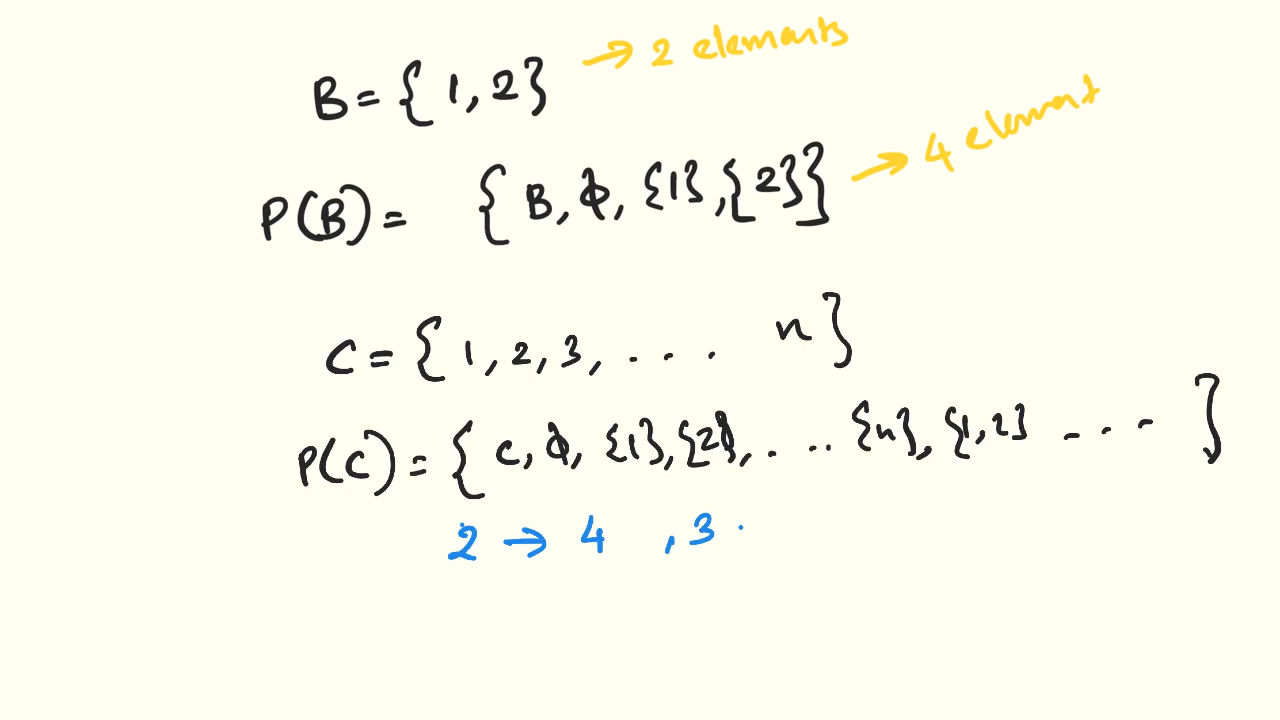 B = { 1, 2 } → 2 elements
P(B) = { B, ϕ, {1}, {2} } → 4 element
C = { 1, 2, 3, . . . n }
P(C) = { C, ϕ, {1}, {2}, . .. {n}, {1, 2} . . . }
2 → 4 , 3 .